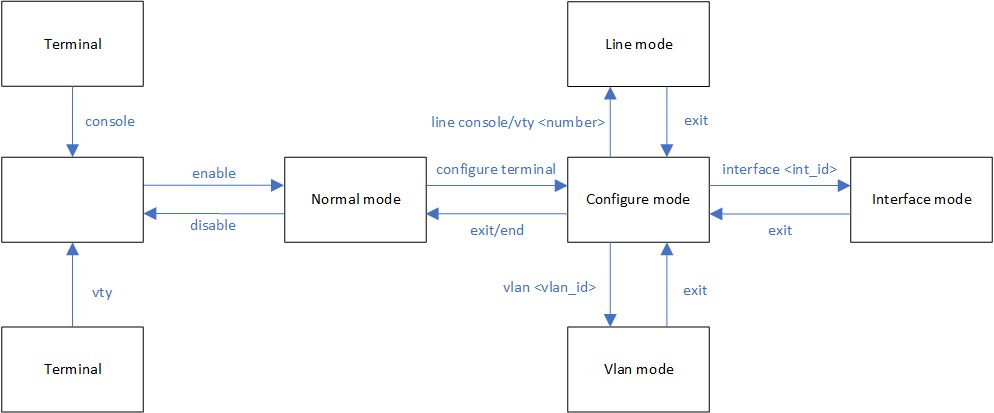 Terminal
Line mode
console
line console/vty <number>
exit
enable
configure terminal
interface <int_id>
Normal mode
Configure mode
Interface mode
disable
exit/end
exit
vty
vlan <vlan_id>
exit
Terminal
Vlan mode